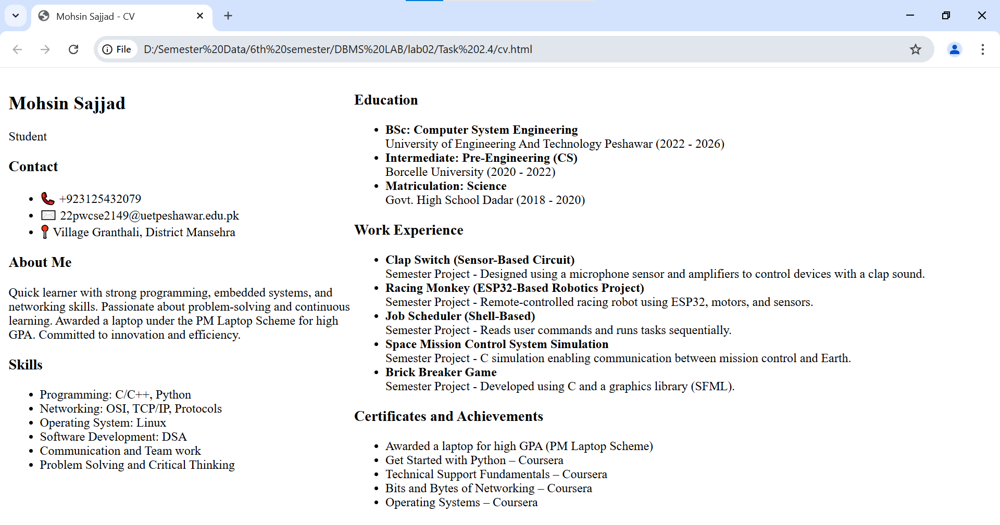 Mohsin Sajjad - CV
File D:/Semester%20Data/6th%20semester/DBMS%20LAB/lab02/Task%202.4/cv.html
Mohsin Sajjad
Student
Contact
+923125432079
22pwcse2149@uetpeshawar.edu.pk
Village Granthali, District Mansehra
About Me
Quick learner with strong programming, embedded systems, and
networking skills. Passionate about problem-solving and continuous
learning. Awarded a laptop under the PM Laptop Scheme for high
GPA. Committed to innovation and efficiency.
Skills
Programming: C/C++, Python
Networking: OSI, TCP/IP, Protocols
Operating System: Linux
Software Development: DSA
Communication and Team work
Problem Solving and Critical Thinking
Education
BSc: Computer System Engineering
University of Engineering And Technology Peshawar (2022 - 2026)
Intermediate: Pre-Engineering (CS)
Borcelle University (2020 - 2022)
Matriculation: Science
Govt. High School Dadar (2018 - 2020)
Work Experience
Clap Switch (Sensor-Based Circuit)
Semester Project - Designed using a microphone sensor and amplifiers to control devices with a clap sound.
Racing Monkey (ESP32-Based Robotics Project)
Semester Project - Remote-controlled racing robot using ESP32, motors, and sensors.
Job Scheduler (Shell-Based)
Semester Project - Reads user commands and runs tasks sequentially.
Space Mission Control System Simulation
Semester Project - C simulation enabling communication between mission control and Earth.
Brick Breaker Game
Semester Project - Developed using C and a graphics library (SFML).
Certificates and Achievements
Awarded a laptop for high GPA (PM Laptop Scheme)
Get Started with Python – Coursera
Technical Support Fundamentals – Coursera
Bits and Bytes of Networking – Coursera
Operating Systems – Coursera